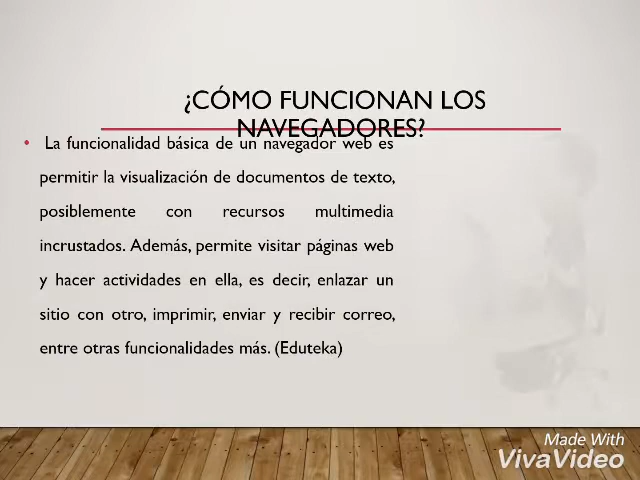 ¿CÓMO FUNCIONAN LOS
NAVEGADORES?
• La funcionalidad básica de un navegador web es
permitir la visualización de documentos de texto,
posiblemente con recursos multimedia
incrustados. Además, permite visitar páginas web
y hacer actividades en ella, es decir, enlazar un
sitio con otro, imprimir, enviar y recibir correo,
entre otras funcionalidades más. (Eduteka)
Made With
VivaVideo